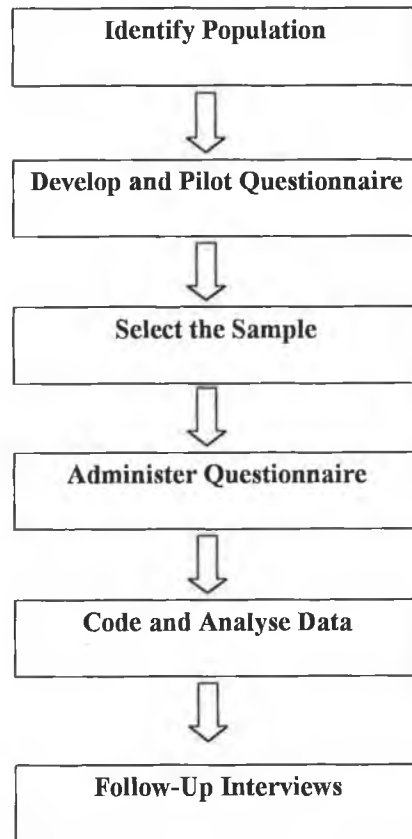 Identify Population
Develop and Pilot Questionnaire
Select the Sample
Administer Questionnaire
Code and Analyse Data
Follow-Up Interviews